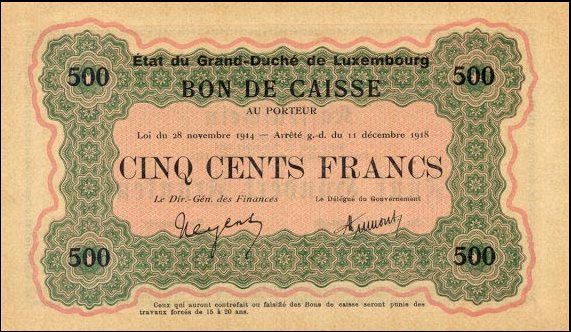 État du Grand-Duché de Luxembourg
500 500
BON DE CAISSE
AU PORTEUR
Loi du 28 novembre 1914 — Arrêté g.-d. du 11 décembre 1918
CINQ CENTS FRANCS
Le Dir.-Gén. des Finances Le Délégué du Gouvernement
500 500
Ceux qui auront contrefait ou falsifié des Bons de caisse seront punis des
travaux forcés de 15 à 20 ans.